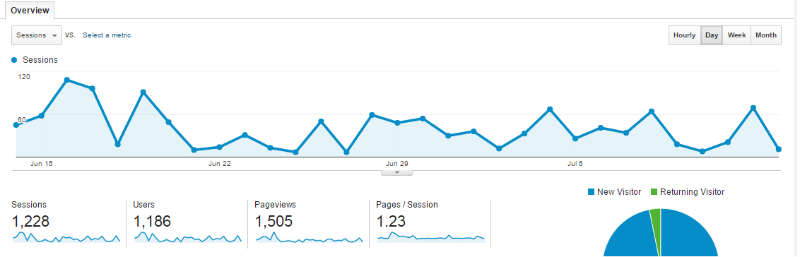 Overview
Sessions VS. Select a metric Hourly Day Week Month
Sessions
120
60
Jun 15 Jun 22 Jun 29 Jul 6
New Visitor Returning Visitor
Sessions Users Pageviews Pages / Session
1,228 1,186 1,505 1.23